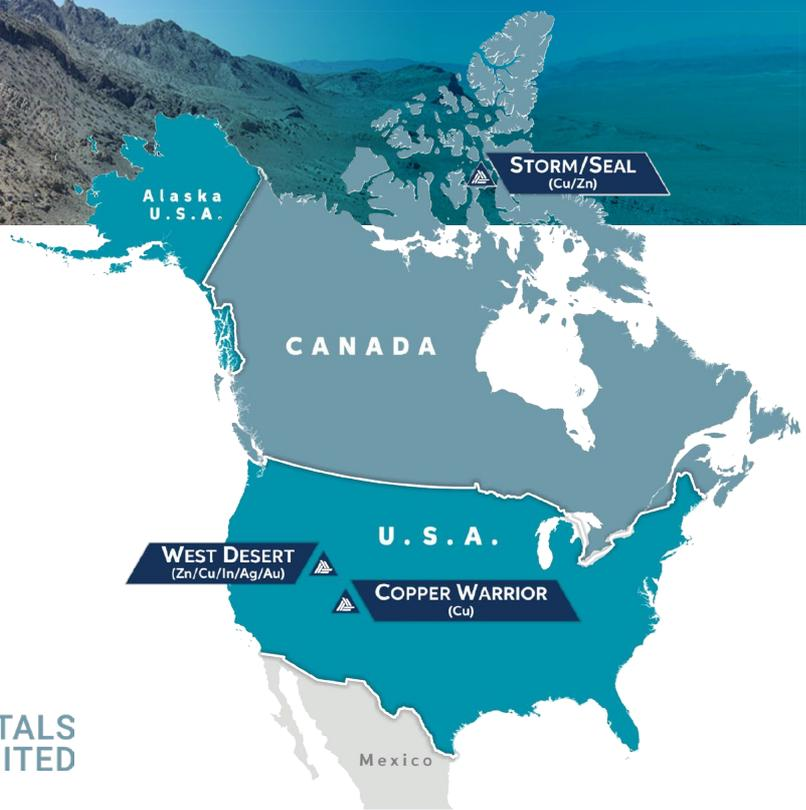 STORM/SEAL
(Cu/Zn)
Alaska
U.S.A.
CANADA
U.S.A.
WEST DESERT
(Zn/Cu/In/Ag/Au)
COPPER WARRIOR
(Cu)
TALS
ITED
Mexico